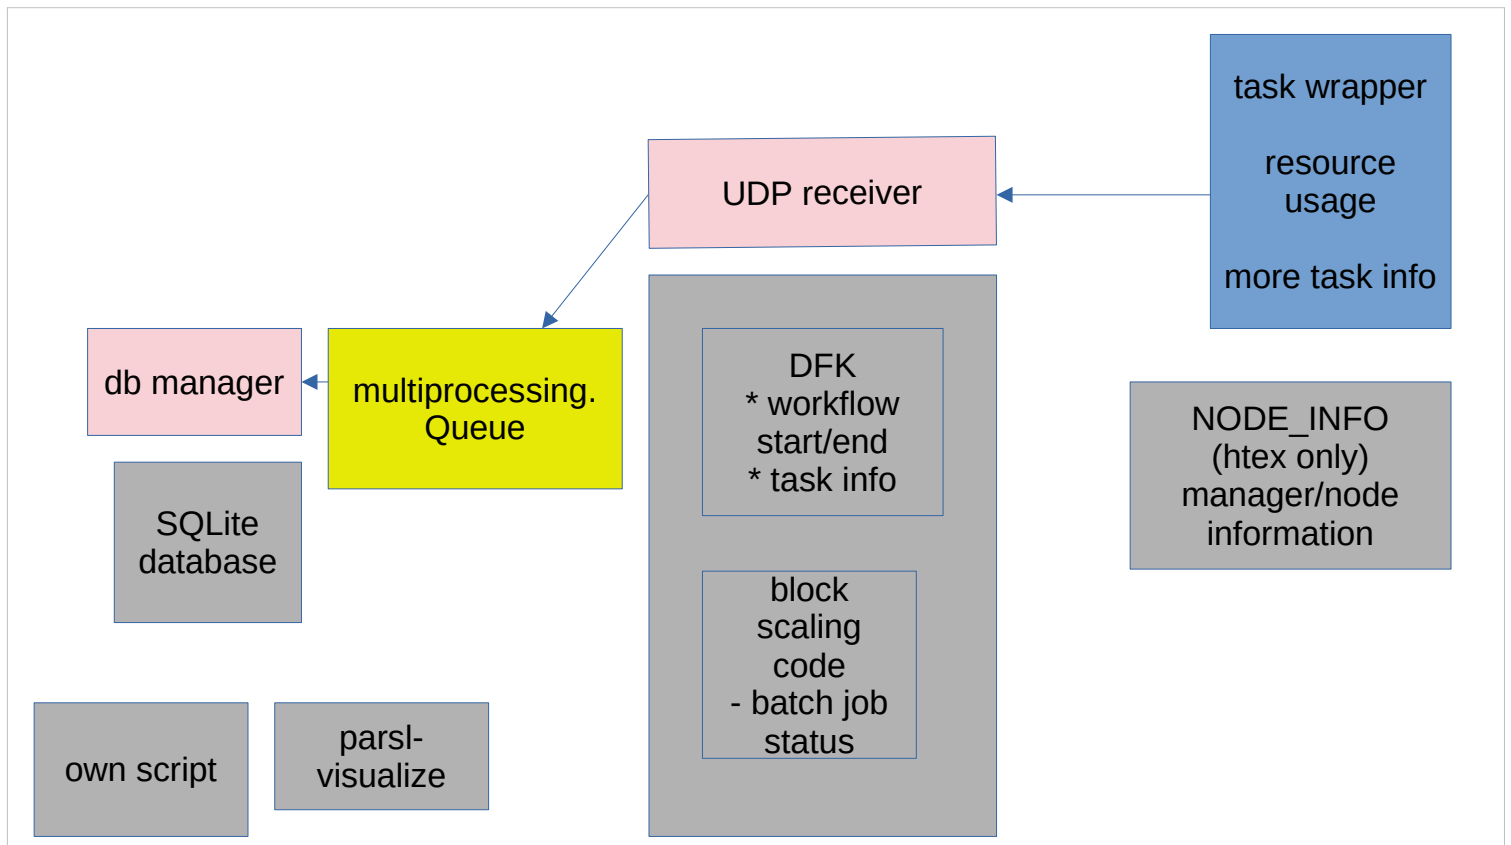 task wrapper
resource
usage
more task info
UDP receiver
db manager
multiprocessing.
Queue
DFK
* workflow
start/end
* task info
NODE_INFO
(htex only)
manager/node
information
SQLite
database
block
scaling
code
- batch job
status
own script
parsl-
visualize